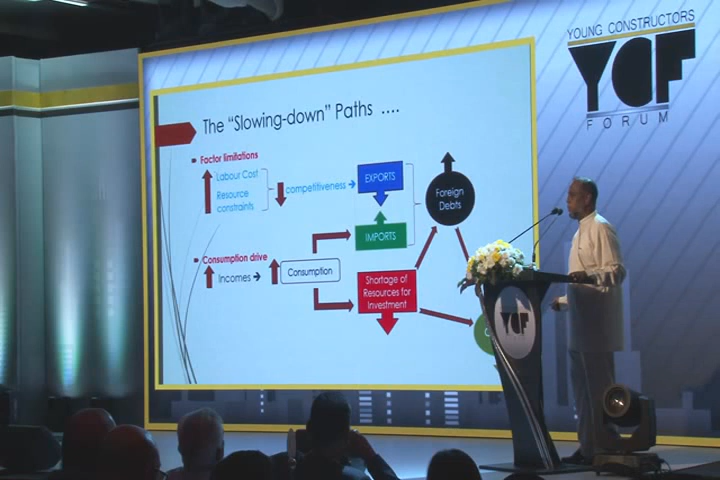 YOUNG CONSTRUCTORS
YCF
FORUM
The "Slowing-down" Paths ....
Factor limitations
Labour Cost
Resource
constraints
competitiveness
EXPORTS
IMPORTS
Foreign
Debts
Consumption drive
Incomes
Consumption
Shortage of
Resources for
Investment
YCF